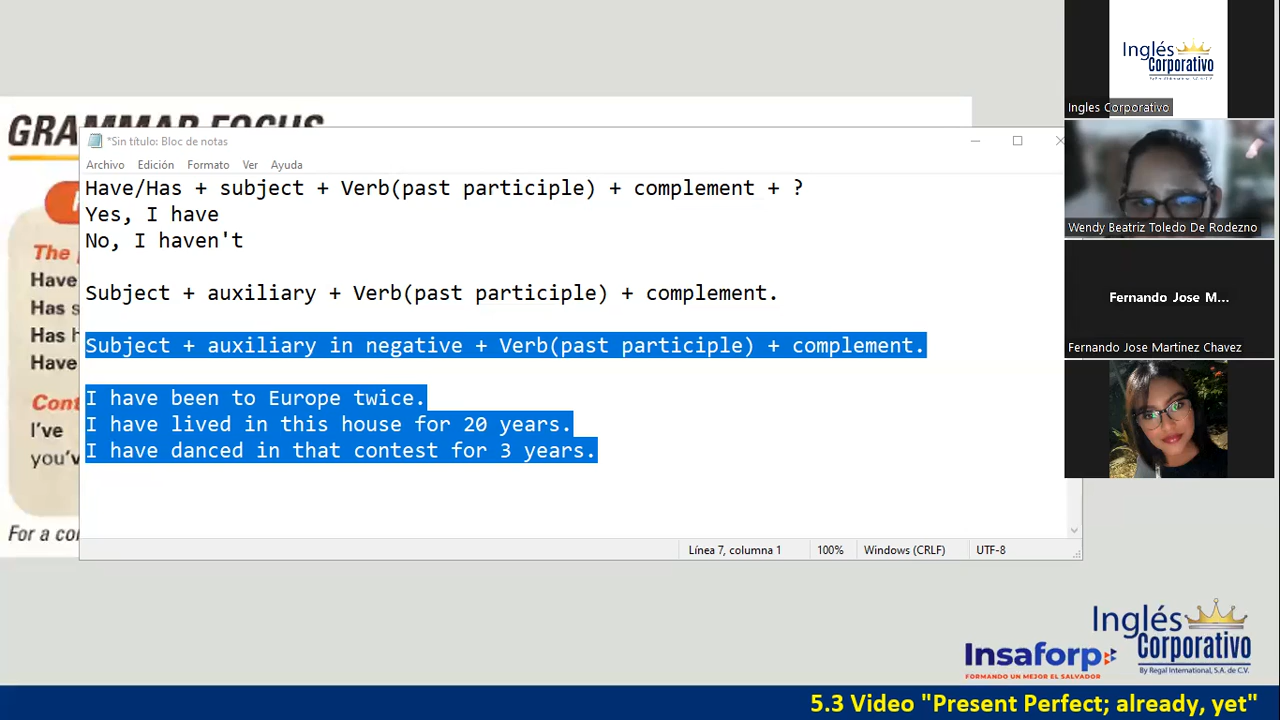 GRAMMAR FOCUS
*Sin título: Bloc de notas
Archivo Edición Formato Ver Ayuda
Have/Has + subject + Verb(past participle) + complement + ?
Yes, I have
No, I haven't
Subject + auxiliary + Verb(past participle) + complement.
Subject + auxiliary in negative + Verb(past participle) + complement.
I have been to Europe twice.
I have lived in this house for 20 years.
I have danced in that contest for 3 years.
Línea 7, columna 1 100% Windows (CRLF) UTF-8
The
Have
Has
Has
Have
I've
For a
Inglés
Corporativo
Ingles Corporativo
Wendy Beatriz Toledo De Rodezno
Fernando Jose M...
Fernando Jose Martinez Chavez
Insaforp
FORMANDO UN MEJOR EL SALVADOR
Inglés
Corporativo
By Regal International, S.A. de C.V.
5.3 Video "Present Perfect; already, yet"